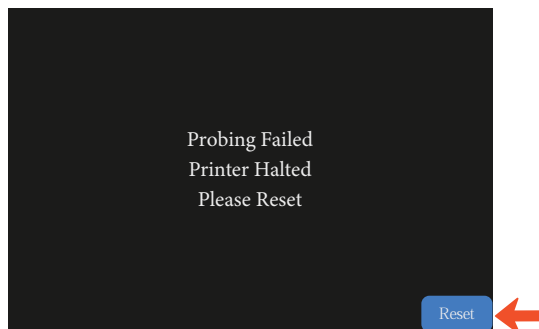 Probing Failed
Printer Halted
Please Reset
Reset